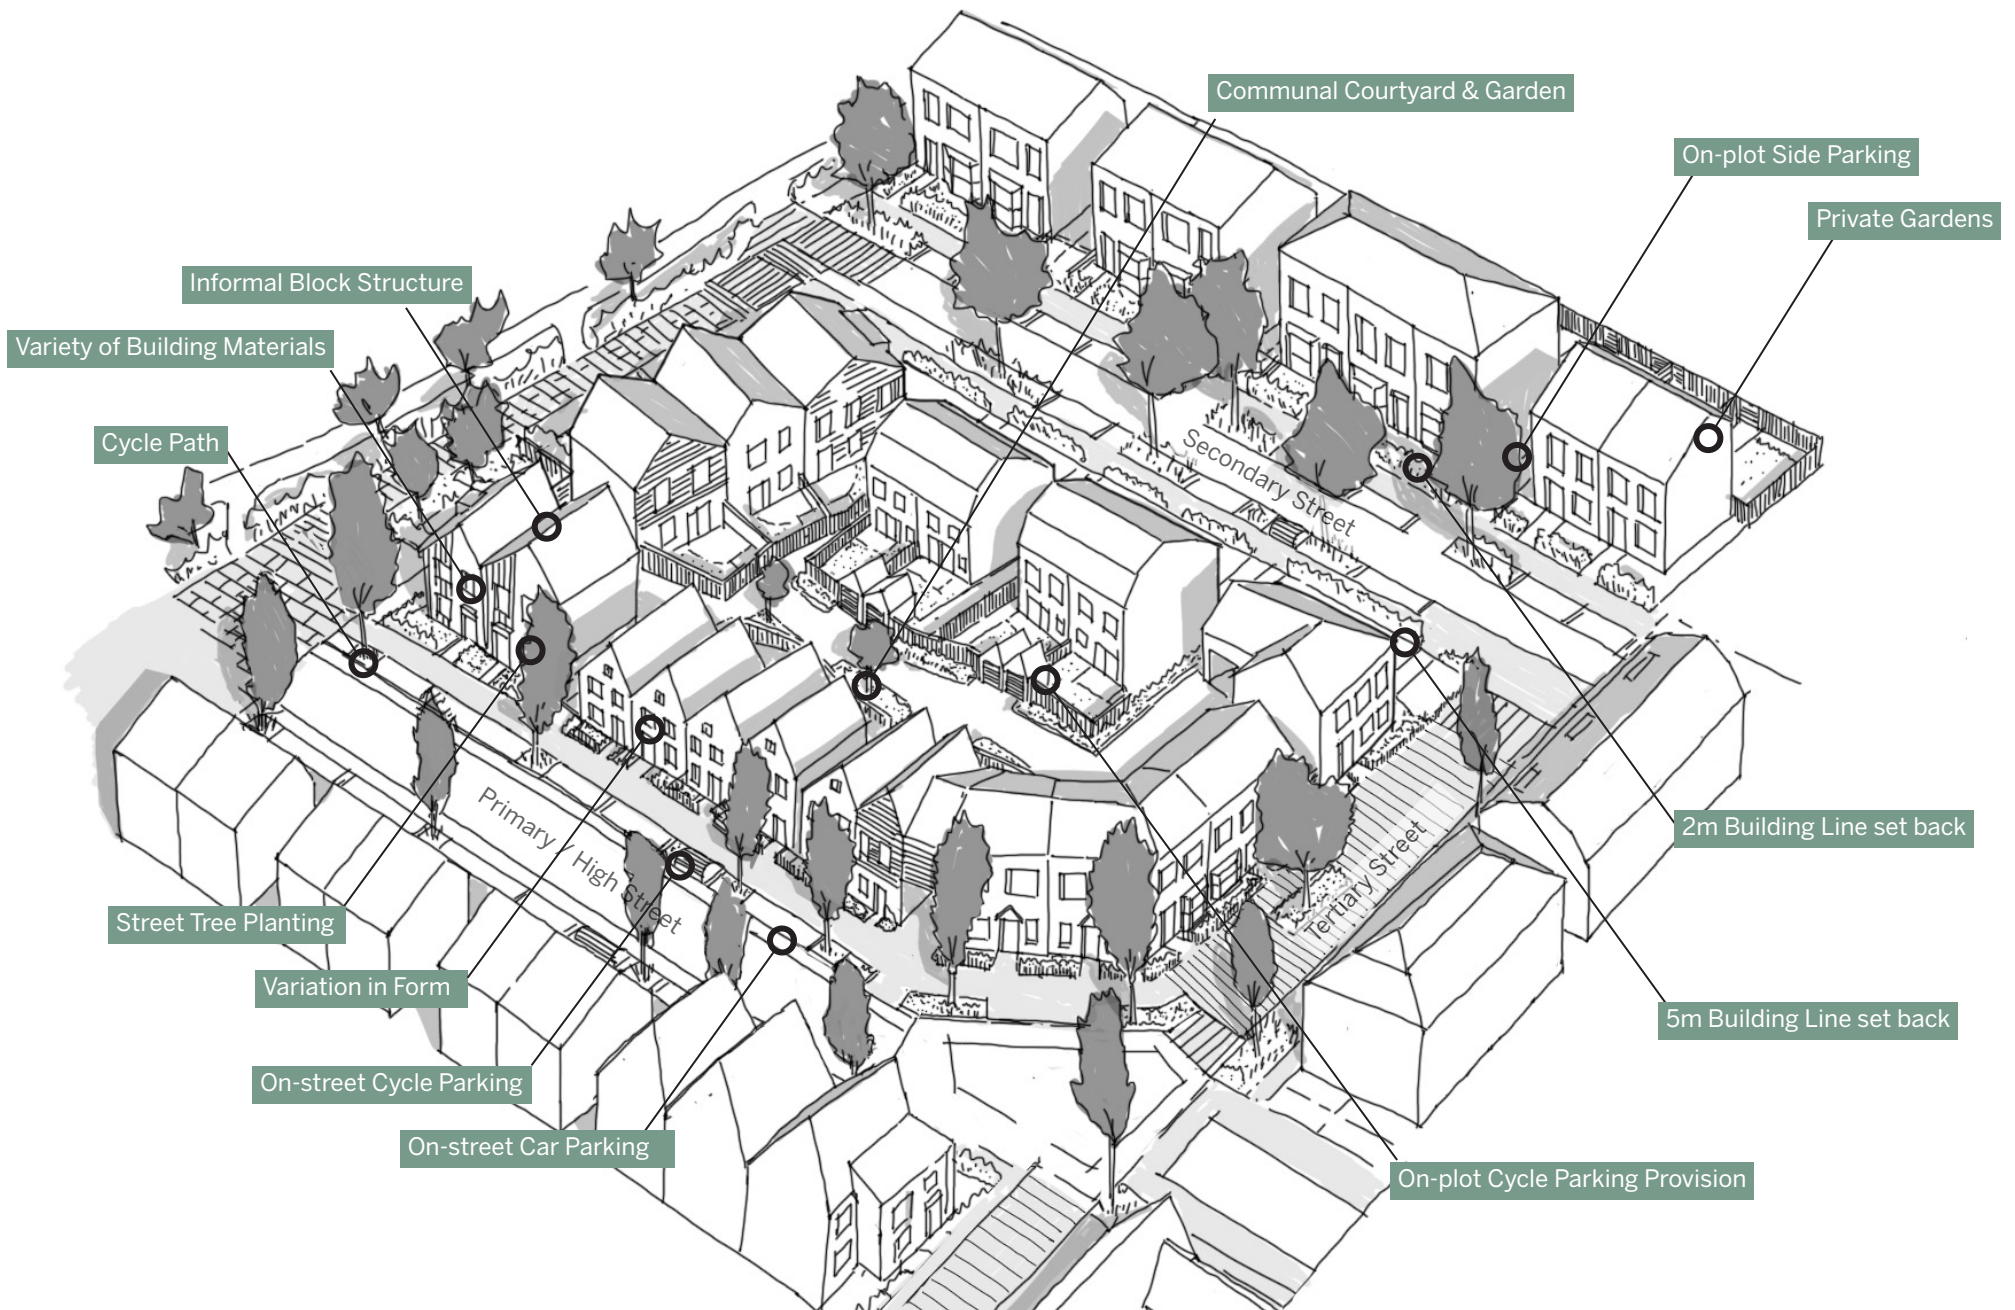 Communal Courtyard & Garden
On-plot Side Parking
Private Gardens
Informal Block Structure
Variety of Building Materials
Cycle Path
Secondary Street
Primary / High Street
Tertiary Street
2m Building Line set back
Street Tree Planting
Variation in Form
5m Building Line set back
On-street Cycle Parking
On-street Car Parking
On-plot Cycle Parking Provision